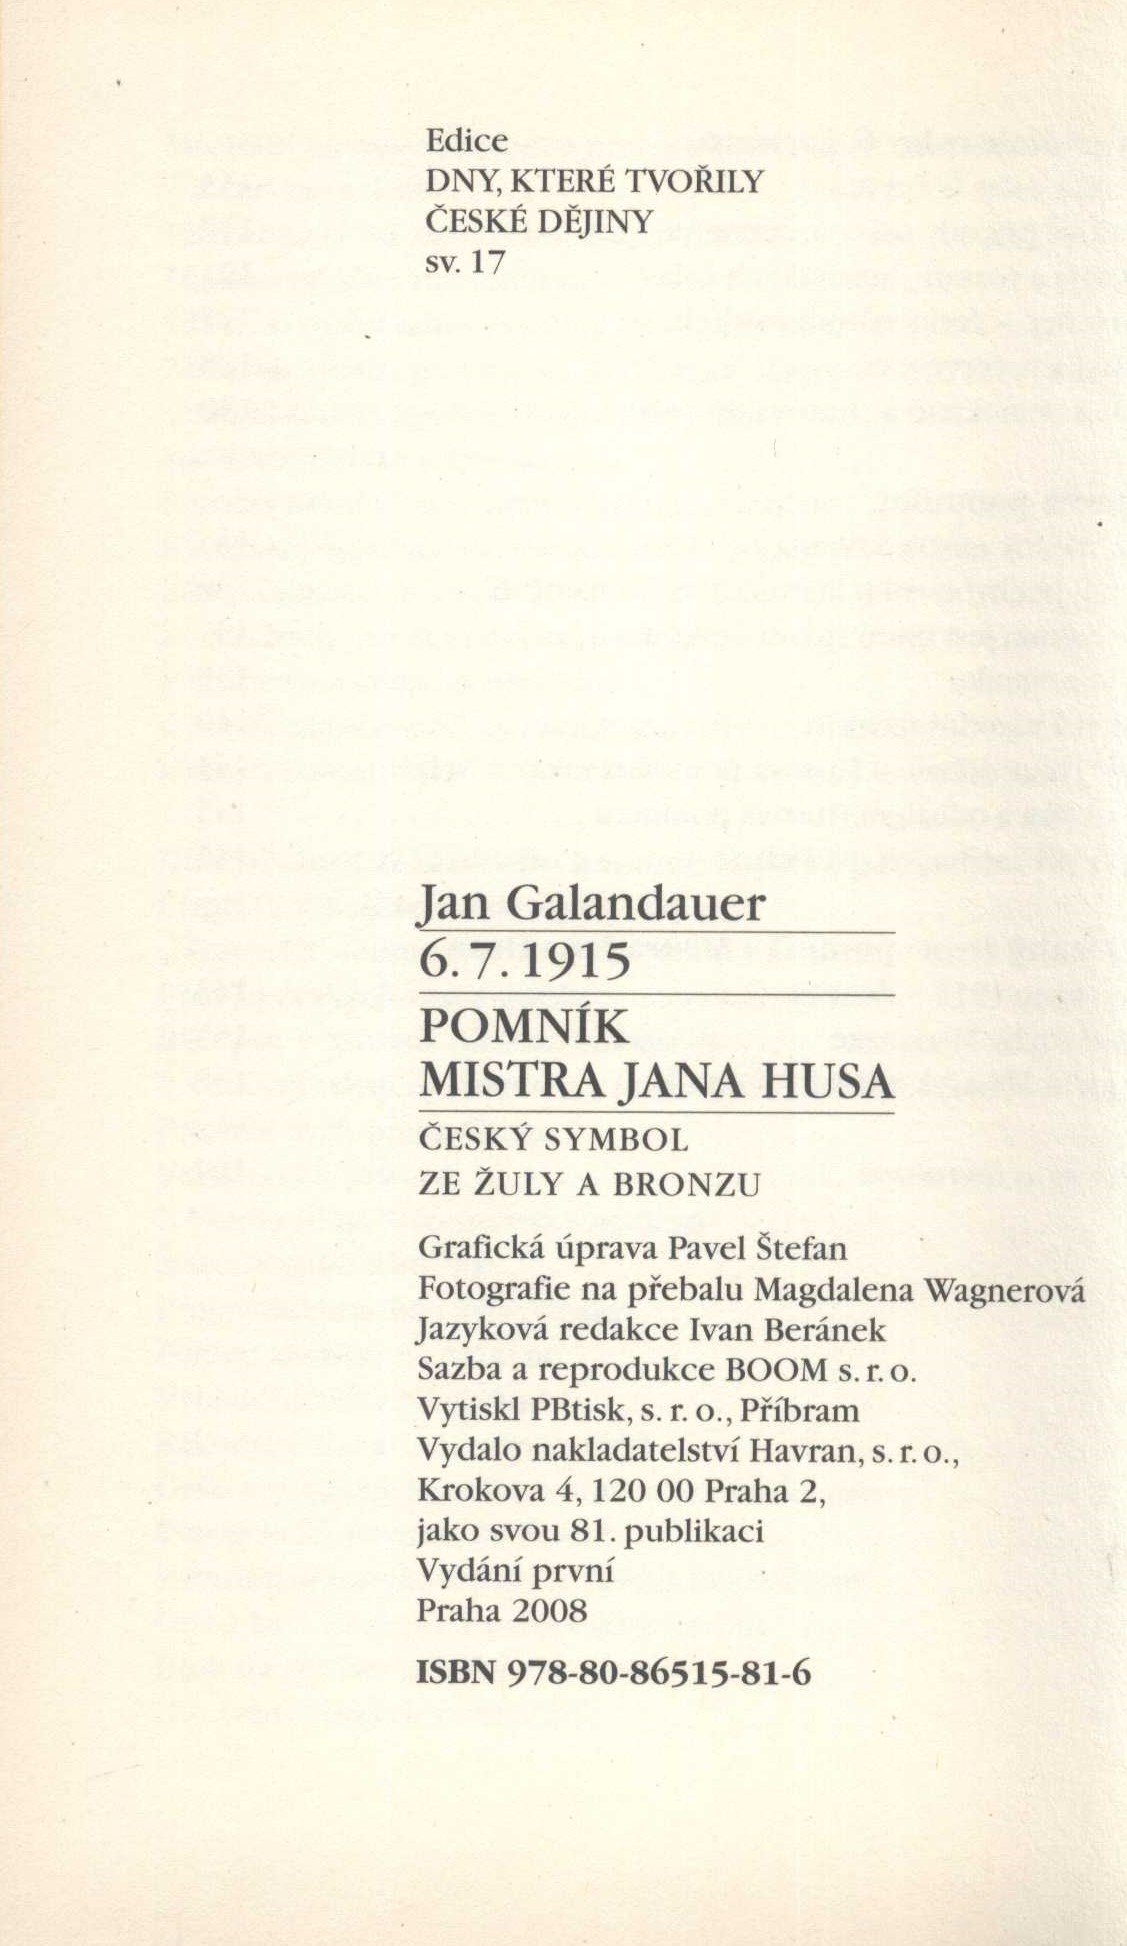 Edice
DNY, KTERÉ TVOŘILY
ČESKÉ DĚJINY
sv. 17
Jan Galandauer
6. 7. 1915
POMNÍK
MISTRA JANA HUSA
ČESKÝ SYMBOL
ZE ŽULY A BRONZU
Grafická úprava Pavel Štefan
Fotografie na přebalu Magdalena Wagnerová
Jazyková redakce Ivan Beránek
Sazba a reprodukce BOOM s. r. o.
Vytiskl PBtisk, s. r. o., Příbram
Vydalo nakladatelství Havran, s. r. o.,
Krokova 4, 120 00 Praha 2,
jako svou 81. publikaci
Vydání první
Praha 2008
ISBN 978-80-86515-81-6